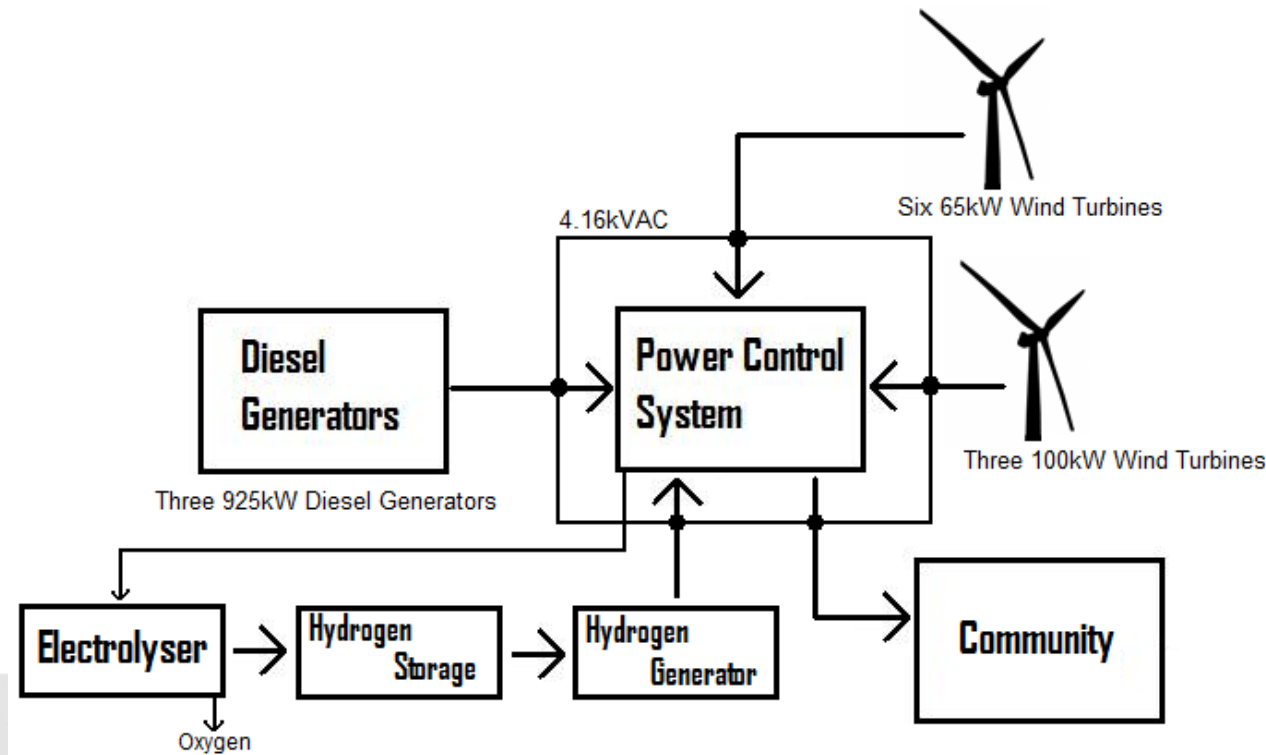 Six 65kW Wind Turbines
4.16kVAC
Diesel
Generators
Power Control
System
Three 100kW Wind Turbines
Three 925kW Diesel Generators
Electrolyser
Hydrogen
Storage
Hydrogen
Generator
Community
Oxygen